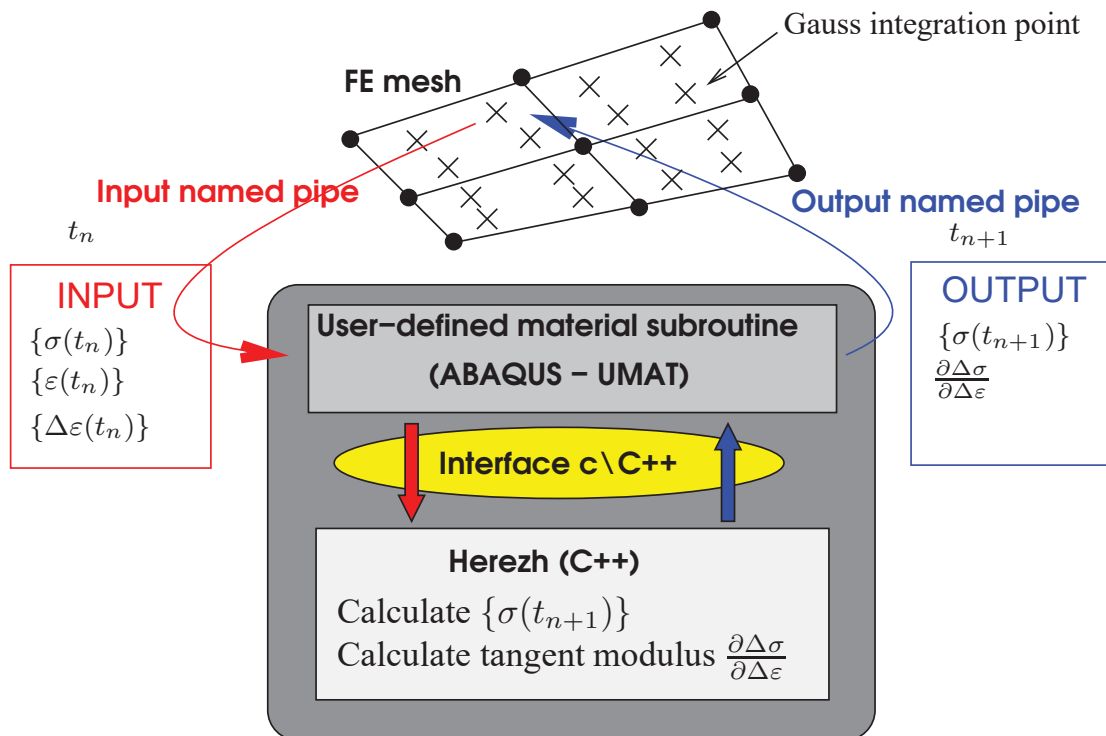 Gauss integration point
FE mesh
Input named pipe
Output named pipe
t_n
t_{n+1}
INPUT
{σ(t_n)}
{ε(t_n)}
{Δε(t_n)}
OUTPUT
{σ(t_{n+1})}
∂Δσ/∂Δε
User−defined material subroutine
(ABAQUS − UMAT)
Interface c\C++
Herezh (C++)
Calculate {σ(t_{n+1})}
Calculate tangent modulus ∂Δσ/∂Δε